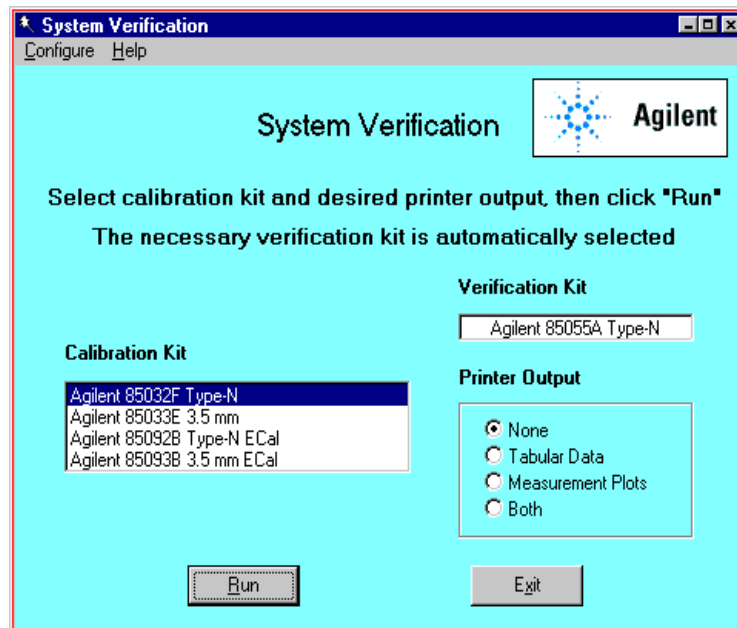 System Verification
Configure Help
System Verification
Agilent
Select calibration kit and desired printer output, then click "Run"
The necessary verification kit is automatically selected
Verification Kit
Agilent 85055A Type-N
Calibration Kit
Agilent 85032F Type-N
Agilent 85033E 3.5 mm
Agilent 85092B Type-N ECal
Agilent 85093B 3.5 mm ECal
Printer Output
None
Tabular Data
Measurement Plots
Both
Run
Exit